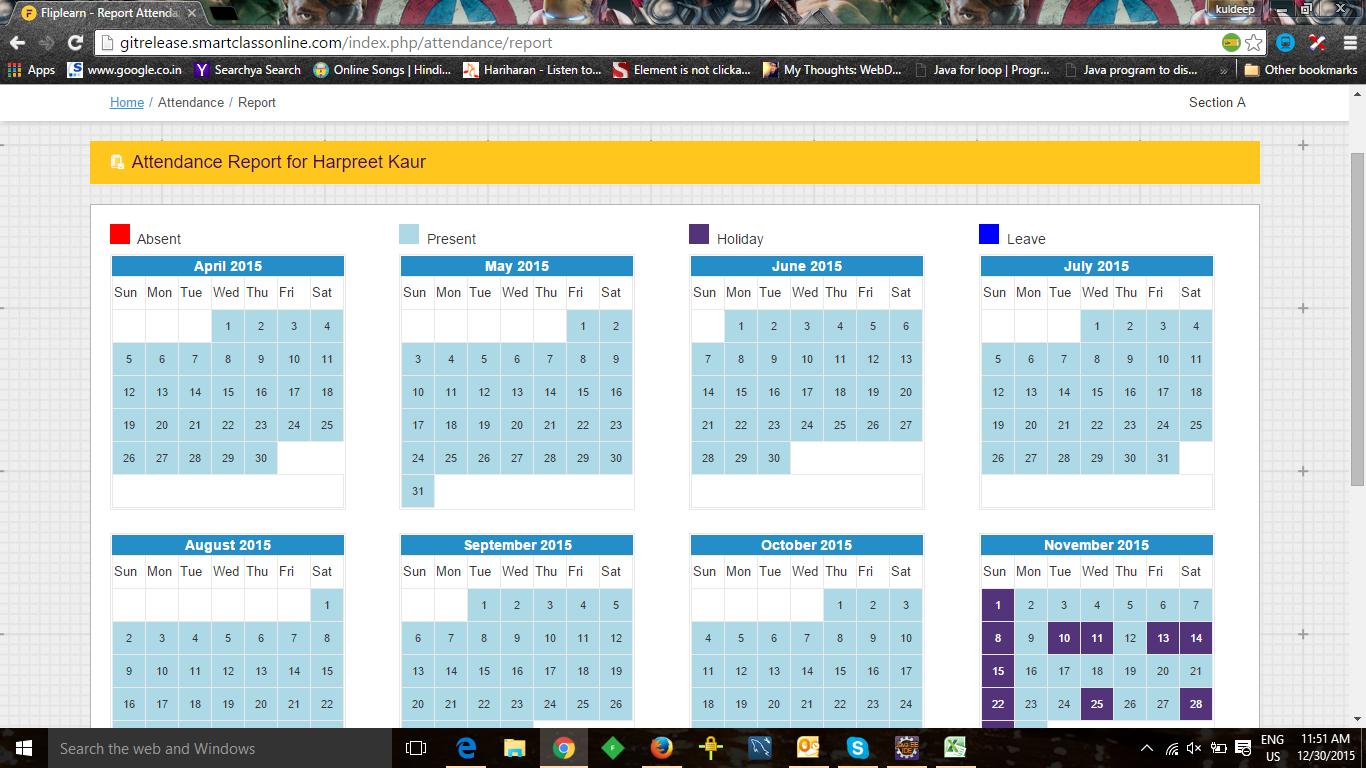 Fliplearn - Report Attenda
kuldeep
gitrelease.smartclassonline.com/index.php/attendance/report
Apps www.google.co.in Searchya Search Online Songs | Hindi... Hariharan - Listen to... Element is not clicka... My Thoughts: WebD... Java for loop | Progr... Java program to dis... » Other bookmarks
Home / Attendance / Report Section A
Attendance Report for Harpreet Kaur
Absent Present Holiday Leave
April 2015
Sun Mon Tue Wed Thu Fri Sat
1 2 3 4
5 6 7 8 9 10 11
12 13 14 15 16 17 18
19 20 21 22 23 24 25
26 27 28 29 30
May 2015
Sun Mon Tue Wed Thu Fri Sat
1 2
3 4 5 6 7 8 9
10 11 12 13 14 15 16
17 18 19 20 21 22 23
24 25 26 27 28 29 30
31
June 2015
Sun Mon Tue Wed Thu Fri Sat
1 2 3 4 5 6
7 8 9 10 11 12 13
14 15 16 17 18 19 20
21 22 23 24 25 26 27
28 29 30
July 2015
Sun Mon Tue Wed Thu Fri Sat
1 2 3 4
5 6 7 8 9 10 11
12 13 14 15 16 17 18
19 20 21 22 23 24 25
26 27 28 29 30 31
August 2015
Sun Mon Tue Wed Thu Fri Sat
1
2 3 4 5 6 7 8
9 10 11 12 13 14 15
16 17 18 19 20 21 22
September 2015
Sun Mon Tue Wed Thu Fri Sat
1 2 3 4 5
6 7 8 9 10 11 12
13 14 15 16 17 18 19
20 21 22 23 24 25 26
October 2015
Sun Mon Tue Wed Thu Fri Sat
1 2 3
4 5 6 7 8 9 10
11 12 13 14 15 16 17
18 19 20 21 22 23 24
November 2015
Sun Mon Tue Wed Thu Fri Sat
1 2 3 4 5 6 7
8 9 10 11 12 13 14
15 16 17 18 19 20 21
22 23 24 25 26 27 28
Search the web and Windows
ENG 11:51 AM
US 12/30/2015